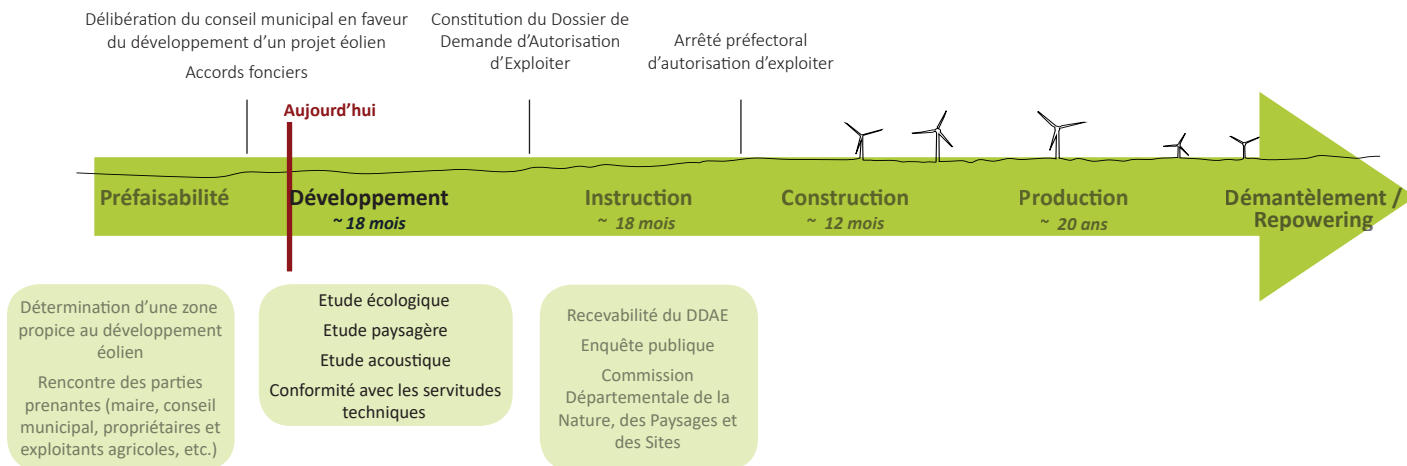 Délibération du conseil municipal en faveur
du développement d'un projet éolien
Accords fonciers
Constitution du Dossier de
Demande d'Autorisation
d'Exploiter
Arrêté préfectoral
d'autorisation d'exploiter
Aujourd'hui
Préfaisabilité
Développement
~ 18 mois
Instruction
~ 18 mois
Construction
~ 12 mois
Production
~ 20 ans
Démantèlement /
Repowering
Détermination d'une zone
propice au développement
éolien
Rencontre des parties
prenantes (maire, conseil
municipal, propriétaires et
exploitants agricoles, etc.)
Etude écologique
Etude paysagère
Etude acoustique
Conformité avec les servitudes
techniques
Recevabilité du DDAE
Enquête publique
Commission
Départementale de la
Nature, des Paysages et
des Sites